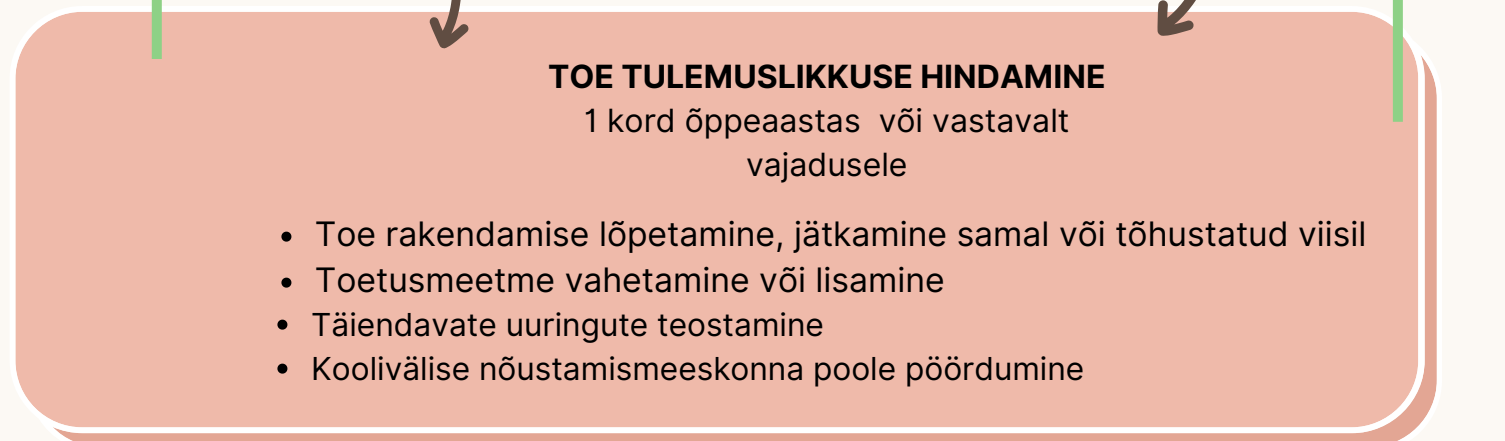 TOE TULEMUSLIKKUSE HINDAMINE
1 kord õppeaastas  või vastavalt
vajadusele
• Toe rakendamise lõpetamine, jätkamine samal või tõhustatud viisil
• Toetusmeetme vahetamine või lisamine
• Täiendavate uuringute teostamine
• Koolivälise nõustamismeeskonna poole pöördumine